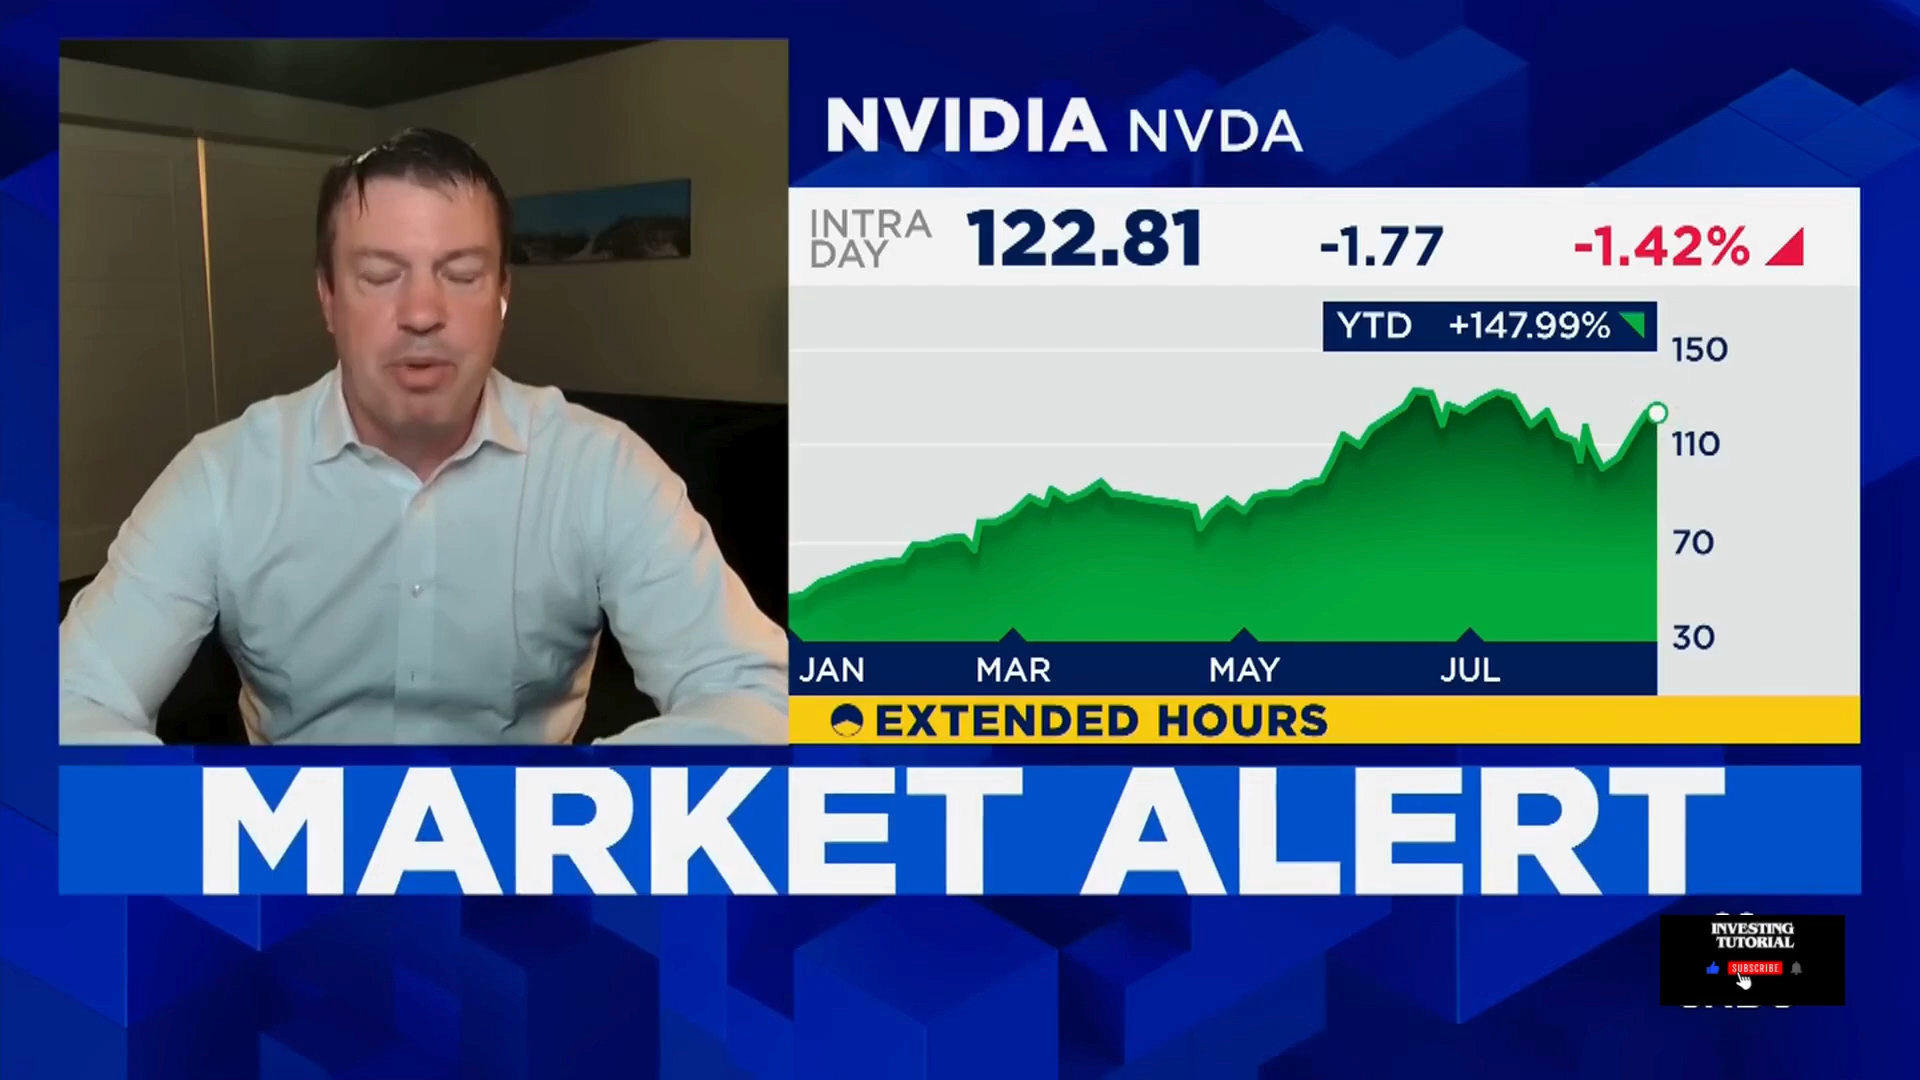 NVIDIA NVDA
INTRA
DAY
122.81 -1.77 -1.42%
YTD +147.99%
150
110
70
30
JAN MAR MAY JUL
EXTENDED HOURS
MARKET ALERT
INVESTING
TUTORIAL
SUBSCRIBE